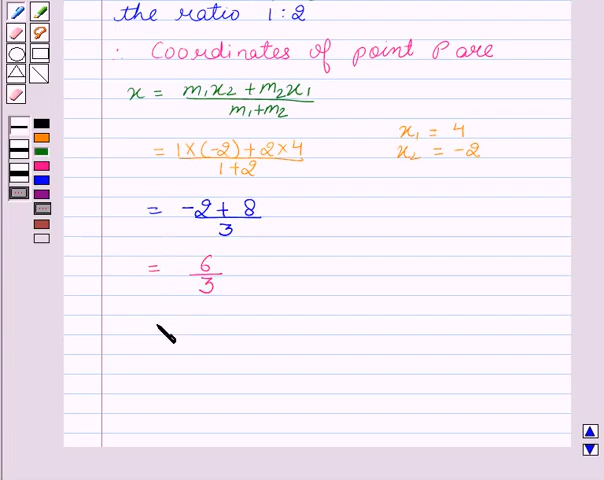 the ratio 1:2
∴ Coordinates of point P are
x = m₁x₂ + m₂x₁ / m₁+m₂
= 1×(-2)+2×4 / 1+2
x₁ = 4
x₂ = -2
= -2+ 8 / 3
= 6 / 3